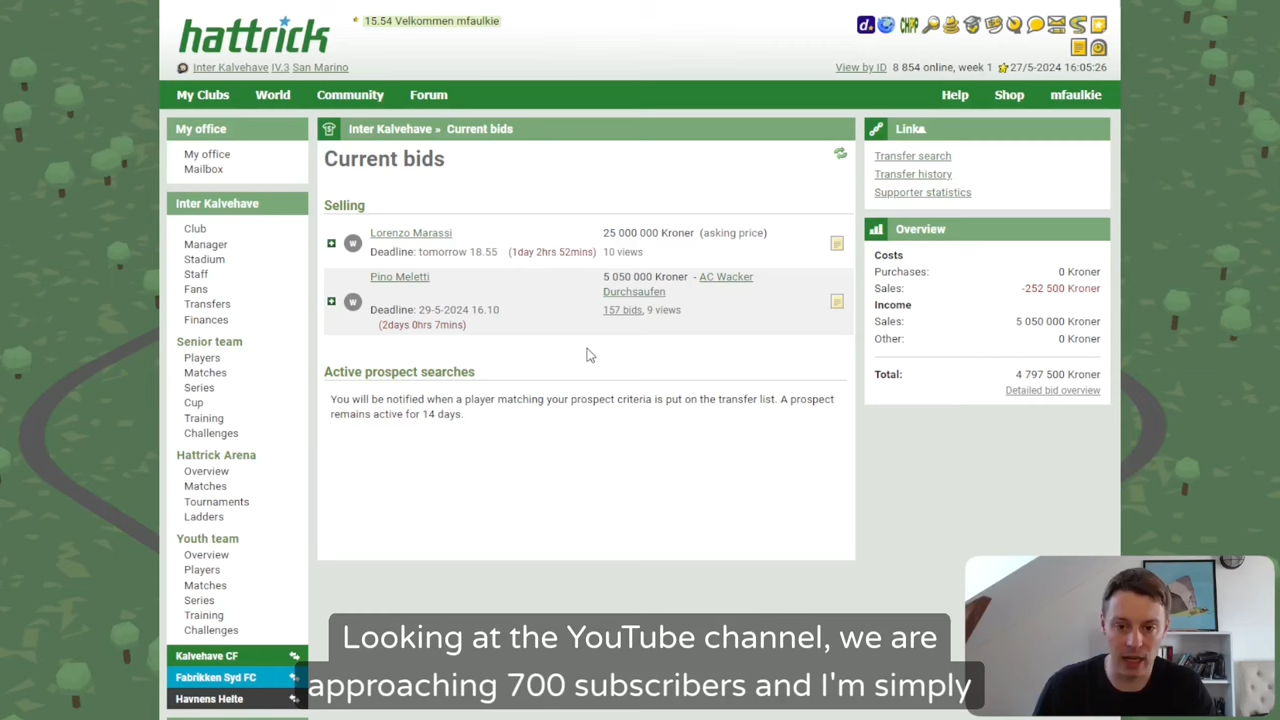 hattrick
15.54 Velkommen mfaulkie
CHPP
Inter Kalvehave IV.3 San Marino
View by ID 8 854 online, week 1 27/5-2024 16:05:26
My Clubs World Community Forum Help Shop mfaulkie
My office
My office
Mailbox
Inter Kalvehave
Club
Manager
Stadium
Staff
Fans
Transfers
Finances
Senior team
Players
Matches
Series
Cup
Training
Challenges
Hattrick Arena
Overview
Matches
Tournaments
Ladders
Youth team
Overview
Players
Matches
Series
Training
Challenges
Kalvehave CF
Fabrikken Syd FC
Havnens Helte
Inter Kalvehave » Current bids
Current bids
Selling
W Lorenzo Marassi 25 000 000 Kroner (asking price)
Deadline: tomorrow 18.55 (1day 2hrs 52mins) 10 views
W Pino Meletti 5 050 000 Kroner - AC Wacker
Durchsaufen
Deadline: 29-5-2024 16.10 157 bids, 9 views
(2days 0hrs 7mins)
Active prospect searches
You will be notified when a player matching your prospect criteria is put on the transfer list. A prospect
remains active for 14 days.
Links
Transfer search
Transfer history
Supporter statistics
Overview
Costs
Purchases: 0 Kroner
Sales: -252 500 Kroner
Income
Sales: 5 050 000 Kroner
Other: 0 Kroner
Total: 4 797 500 Kroner
Detailed bid overview
Looking at the YouTube channel, we are
approaching 700 subscribers and I'm simply